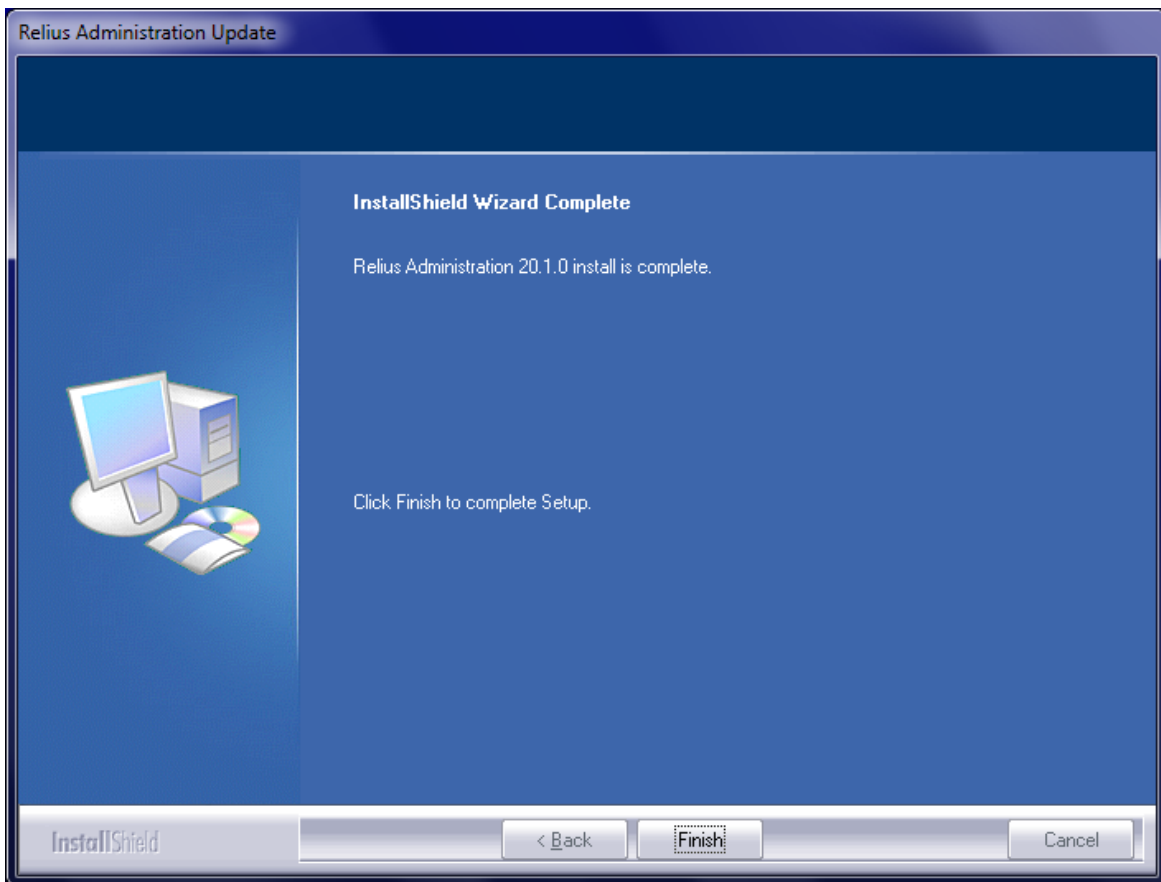 Relius Administration Update
InstallShield Wizard Complete
Relius Administration 20.1.0 install is complete.
Click Finish to complete Setup.
InstallShield
< Back
Finish
Cancel